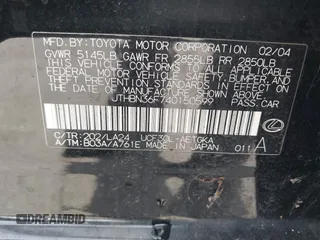 MFD. BY: TOYOTA MOTOR CORPORATION 02/04
GVWR 5145LB GAWR FR 2855LB RR 2850LB
THIS VEHICLE CONFORMS TO ALL APPLICABLE
FEDERAL MOTOR VEHICLE SAFETY, BUMPER, AND
THEFT PREVENTION STANDARDS IN EFFECT ON
THE DATE OF MANUFACTURE SHOWN ABOVE.
JTHBN36F740150599 PASS. CAR
C/TR: 202/LA24 UCF30L-AETGKA
A/TM: B03A/A761E MADE IN JAPAN 011 A
DREAMBID